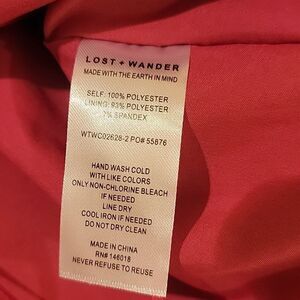 LOST + WANDER
MADE WITH THE EARTH IN MIND
SELF: 100% POLYESTER
LINING: 93% POLYESTER
7% SPANDEX
WTWC02628-2 PO# 55876
HAND WASH COLD
WITH LIKE COLORS
ONLY NON-CHLORINE BLEACH
IF NEEDED
LINE DRY
COOL IRON IF NEEDED
DO NOT DRY CLEAN
MADE IN CHINA
RN# 146018
NEVER REFUSE TO REUSE